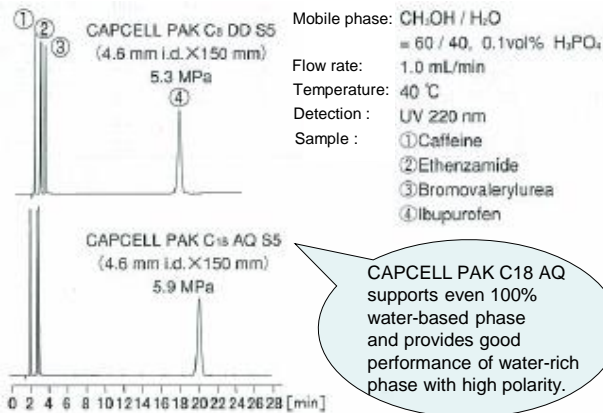 ①
②
③
CAPCELL PAK C₈ DD S5
(4.6 mm i.d.×150 mm)
5.3 MPa
④
CAPCELL PAK C₁₈ AQ S5
(4.6 mm i.d.×150 mm)
5.9 MPa
0 2 4 6 8 10 12 14 16 18 20 22 24 26 28 [min]
Mobile phase: CH₃OH / H₂O
= 60 / 40, 0.1vol% H₃PO₄
Flow rate: 1.0 mL/min
Temperature: 40 ℃
Detection : UV 220 nm
Sample : ①Caffeine
②Ethenzamide
③Bromovalerylurea
④Ibupurofen
CAPCELL PAK C18 AQ
supports even 100%
water-based phase
and provides good
performance of water-rich
phase with high polarity.